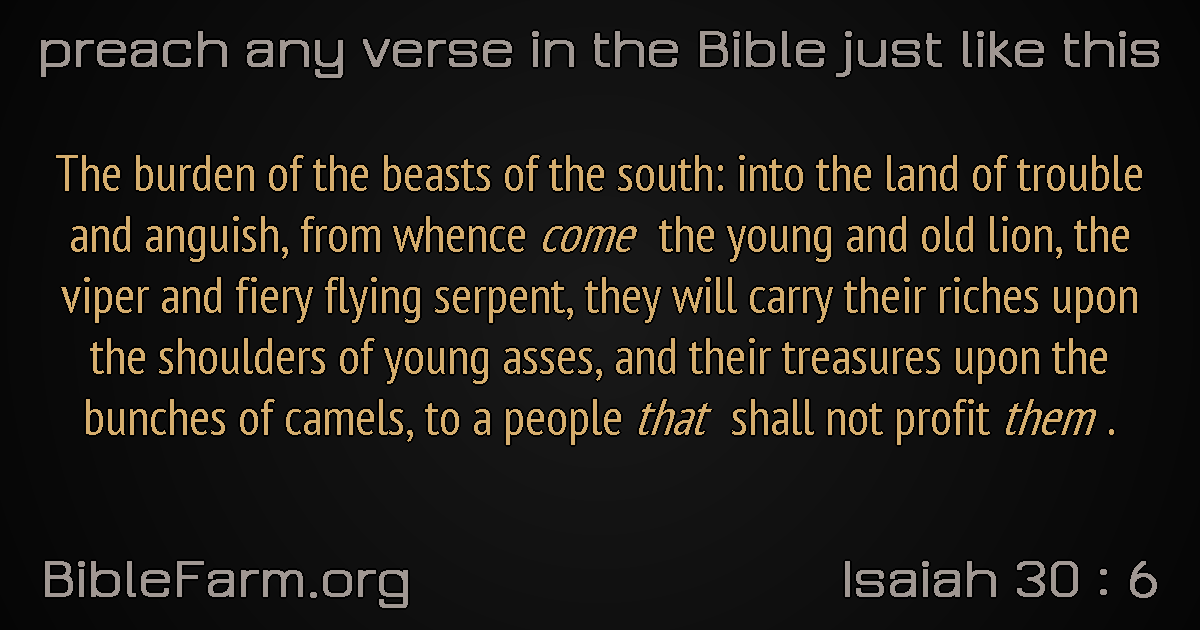 preach any verse in the Bible just like this
The burden of the beasts of the south: into the land of trouble
and anguish, from whence come the young and old lion, the
viper and fiery flying serpent, they will carry their riches upon
the shoulders of young asses, and their treasures upon the
bunches of camels, to a people that shall not profit them .
BibleFarm.org
Isaiah 30 : 6